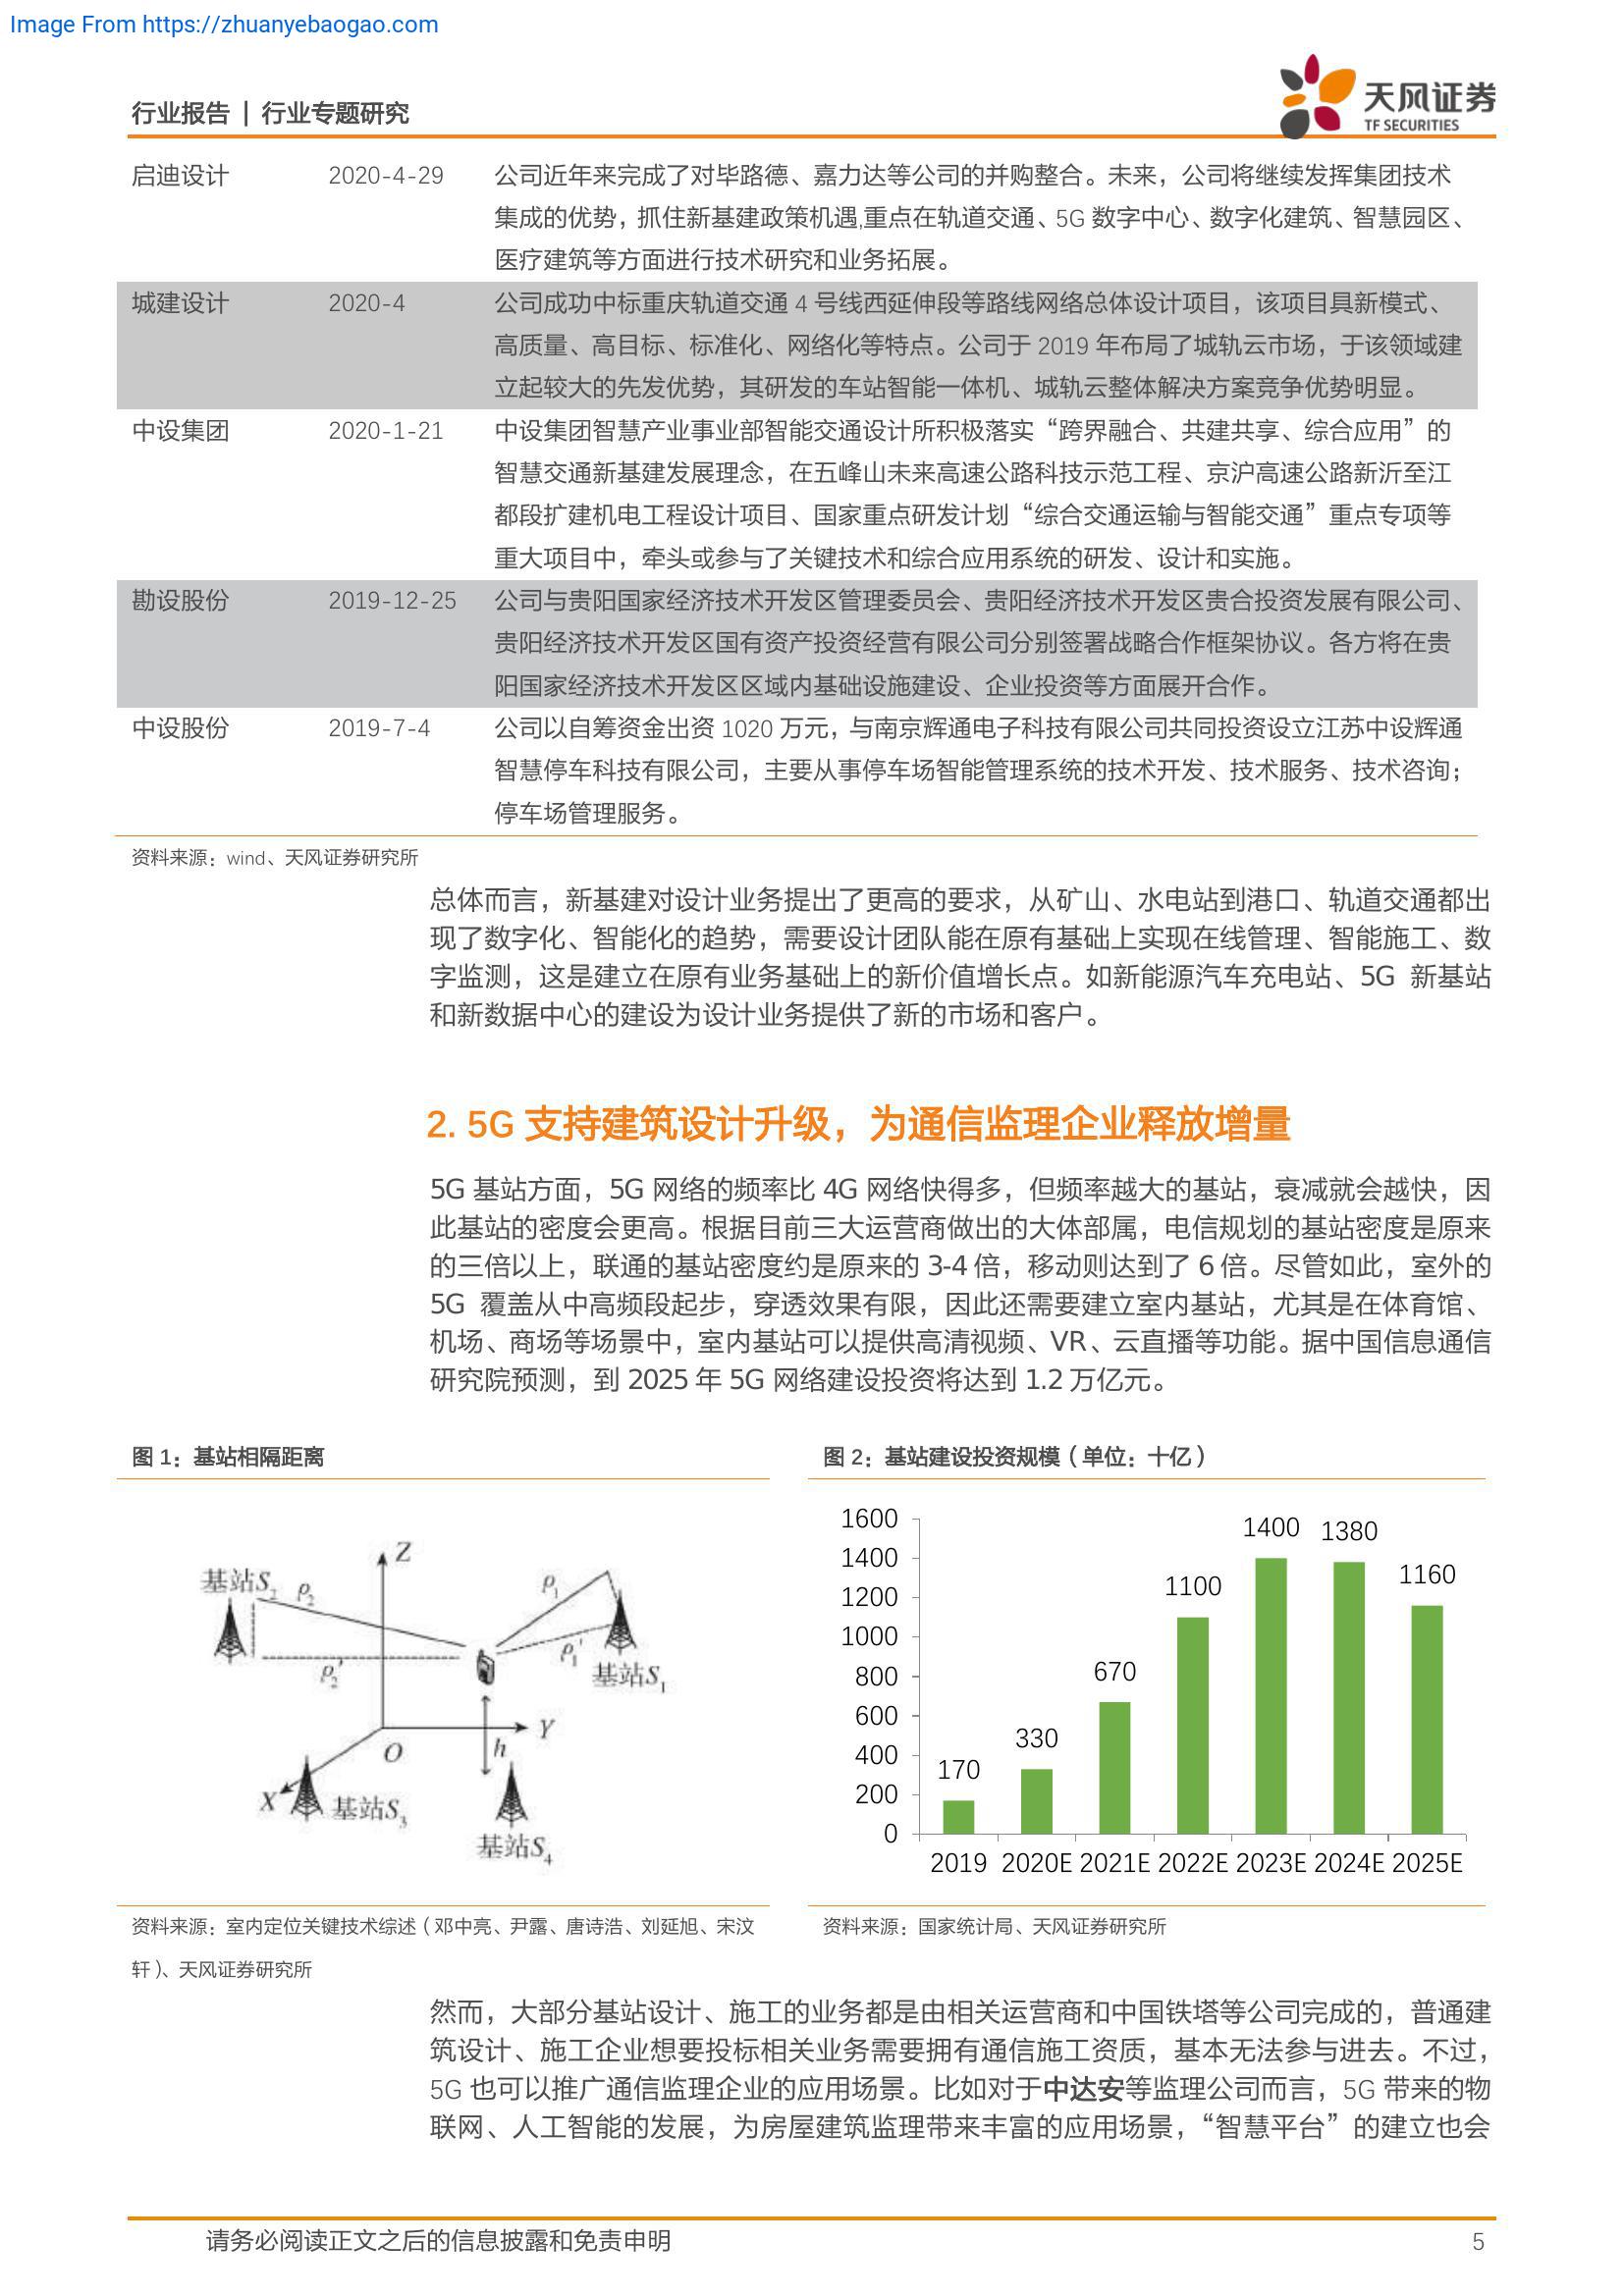 Image From https://zhuanyebaogao.com
行业报告 | 行业专题研究
天风证券
TF SECURITIES
启迪设计 2020-4-29 公司近年来完成了对毕路德、嘉力达等公司的并购整合。未来，公司将继续发挥集团技术
集成的优势，抓住新基建政策机遇,重点在轨道交通、5G 数字中心、数字化建筑、智慧园区、
医疗建筑等方面进行技术研究和业务拓展。
城建设计 2020-4 公司成功中标重庆轨道交通 4 号线西延伸段等路线网络总体设计项目，该项目具新模式、
高质量、高目标、标准化、网络化等特点。公司于 2019 年布局了城轨云市场，于该领域建
立起较大的先发优势，其研发的车站智能一体机、城轨云整体解决方案竞争优势明显。
中设集团 2020-1-21 中设集团智慧产业事业部智能交通设计所积极落实“跨界融合、共建共享、综合应用”的
智慧交通新基建发展理念，在五峰山未来高速公路科技示范工程、京沪高速公路新沂至江
都段扩建机电工程设计项目、国家重点研发计划“综合交通运输与智能交通”重点专项等
重大项目中，牵头或参与了关键技术和综合应用系统的研发、设计和实施。
勘设股份 2019-12-25 公司与贵阳国家经济技术开发区管理委员会、贵阳经济技术开发区贵合投资发展有限公司、
贵阳经济技术开发区国有资产投资经营有限公司分别签署战略合作框架协议。各方将在贵
阳国家经济技术开发区区域内基础设施建设、企业投资等方面展开合作。
中设股份 2019-7-4 公司以自筹资金出资 1020 万元，与南京辉通电子科技有限公司共同投资设立江苏中设辉通
智慧停车科技有限公司，主要从事停车场智能管理系统的技术开发、技术服务、技术咨询；
停车场管理服务。
资料来源：wind、天风证券研究所
总体而言，新基建对设计业务提出了更高的要求，从矿山、水电站到港口、轨道交通都出
现了数字化、智能化的趋势，需要设计团队能在原有基础上实现在线管理、智能施工、数
字监测，这是建立在原有业务基础上的新价值增长点。如新能源汽车充电站、5G 新基站
和新数据中心的建设为设计业务提供了新的市场和客户。
2. 5G 支持建筑设计升级，为通信监理企业释放增量
5G 基站方面，5G 网络的频率比 4G 网络快得多，但频率越大的基站，衰减就会越快，因
此基站的密度会更高。根据目前三大运营商做出的大体部属，电信规划的基站密度是原来
的三倍以上，联通的基站密度约是原来的 3-4 倍，移动则达到了 6 倍。尽管如此，室外的
5G 覆盖从中高频段起步，穿透效果有限，因此还需要建立室内基站，尤其是在体育馆、
机场、商场等场景中，室内基站可以提供高清视频、VR、云直播等功能。据中国信息通信
研究院预测，到 2025 年 5G 网络建设投资将达到 1.2 万亿元。
图 1：基站相隔距离
Z
基站S₂ ρ₂
ρ₁
ρ₁'
ρ₂'
基站S₁
Y
O
h
X
基站S₃
基站S₄
资料来源：室内定位关键技术综述（邓中亮、尹露、唐诗浩、刘延旭、宋汶
轩）、天风证券研究所
图 2：基站建设投资规模（单位：十亿）
1600
1400
1200
1000
800
600
400
200
0
170
330
670
1100
1400
1380
1160
2019 2020E 2021E 2022E 2023E 2024E 2025E
资料来源：国家统计局、天风证券研究所
然而，大部分基站设计、施工的业务都是由相关运营商和中国铁塔等公司完成的，普通建
筑设计、施工企业想要投标相关业务需要拥有通信施工资质，基本无法参与进去。不过，
5G 也可以推广通信监理企业的应用场景。比如对于中达安等监理公司而言，5G 带来的物
联网、人工智能的发展，为房屋建筑监理带来丰富的应用场景，“智慧平台”的建立也会
请务必阅读正文之后的信息披露和免责申明 5